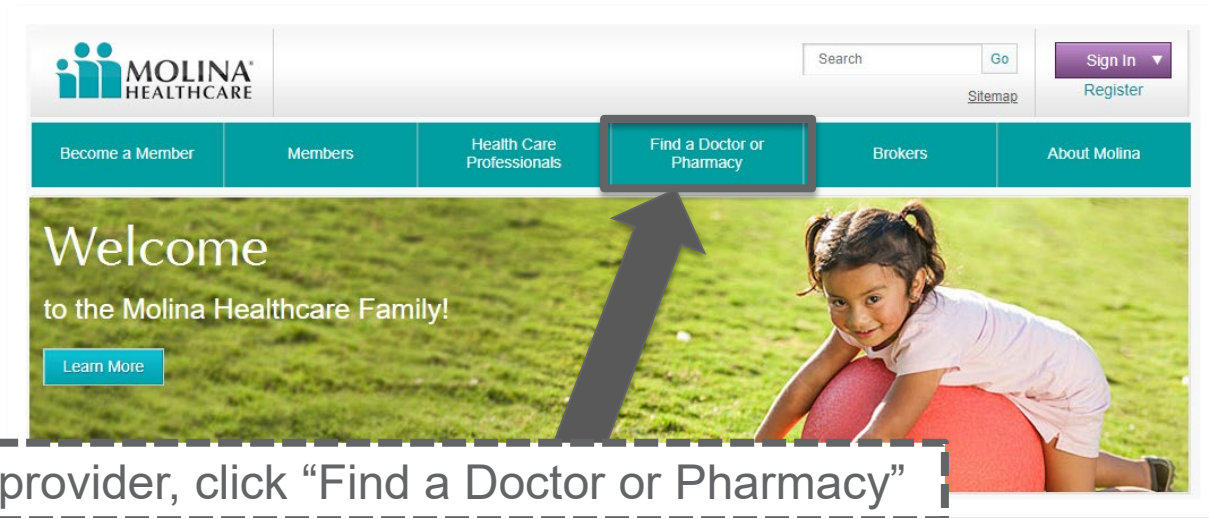 MOLINA®
HEALTHCARE
Search
Go
Sitemap
Sign In ▼
Register
Become a Member
Members
Health Care
Professionals
Find a Doctor or
Pharmacy
Brokers
About Molina
Welcome
to the Molina Healthcare Family!
Learn More
provider, click “Find a Doctor or Pharmacy”